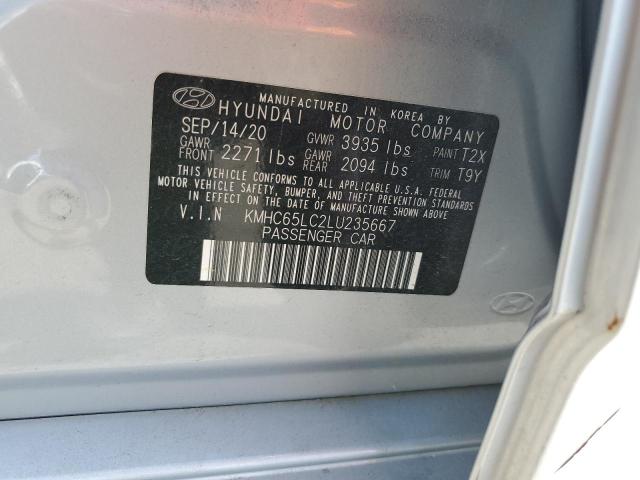 MANUFACTURED IN KOREA BY
HYUNDAI MOTOR COMPANY
SEP/14/20 GVWR 3935 lbs PAINT T2X
GAWR FRONT 2271 lbs GAWR REAR 2094 lbs TRIM T9Y
THIS VEHICLE CONFORMS TO ALL APPLICABLE U.S.A. FEDERAL
MOTOR VEHICLE SAFETY, BUMPER, AND THEFT PREVENTION STANDARDS
IN EFFECT ON THE DATE OF MANUFACTURE SHOWN ABOVE.
V.I.N KMHC65LC2LU235667
PASSENGER CAR